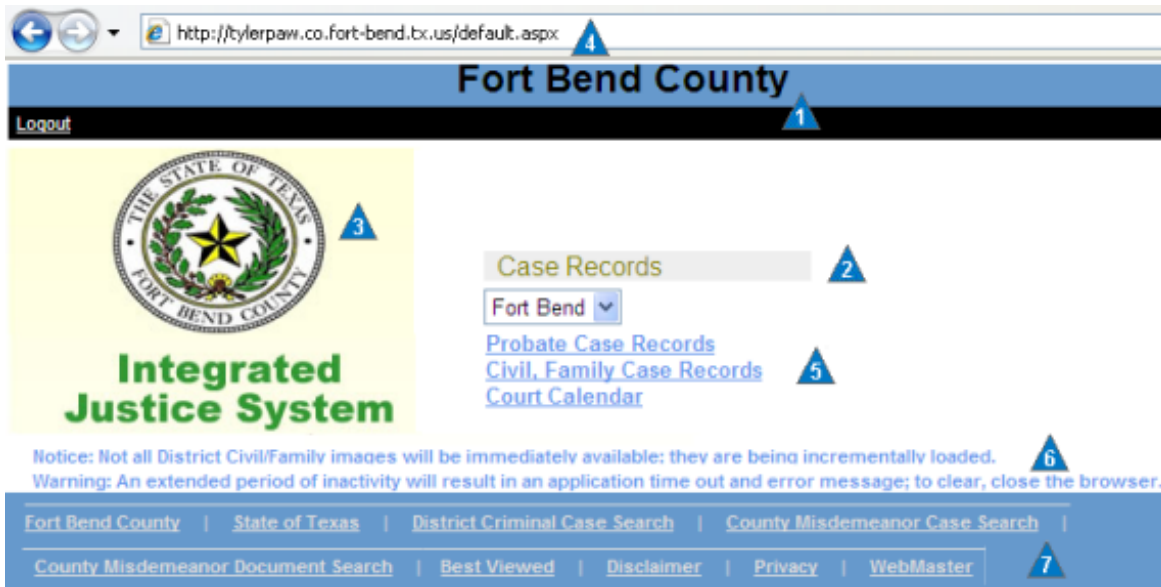 http://tylerpaw.co.fort-bend.tx.us/default.aspx
4
Fort Bend County
1
Logout
THE STATE OF TEXAS
FORT BEND COUNTY
3
Integrated
Justice System
Case Records
2
Fort Bend
Probate Case Records
Civil, Family Case Records
5
Court Calendar
Notice: Not all District Civil/Family images will be immediately available; they are being incrementally loaded.
6
Warning: An extended period of inactivity will result in an application time out and error message; to clear, close the browser.
Fort Bend County | State of Texas | District Criminal Case Search | County Misdemeanor Case Search |
County Misdemeanor Document Search | Best Viewed | Disclaimer | Privacy | WebMaster
7